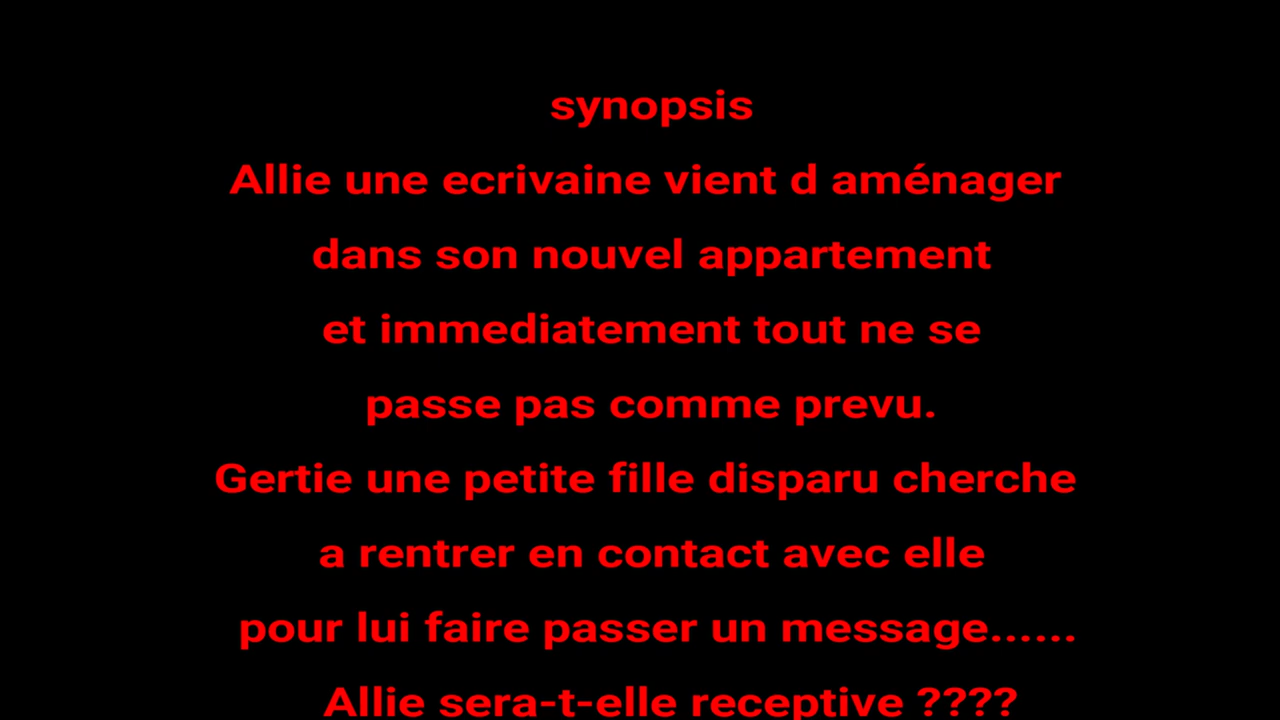 synopsis
Allie une ecrivaine vient d aménager
dans son nouvel appartement
et immediatement tout ne se
passe pas comme prevu.
Gertie une petite fille disparu cherche
a rentrer en contact avec elle
pour lui faire passer un message......
Allie sera-t-elle receptive ????